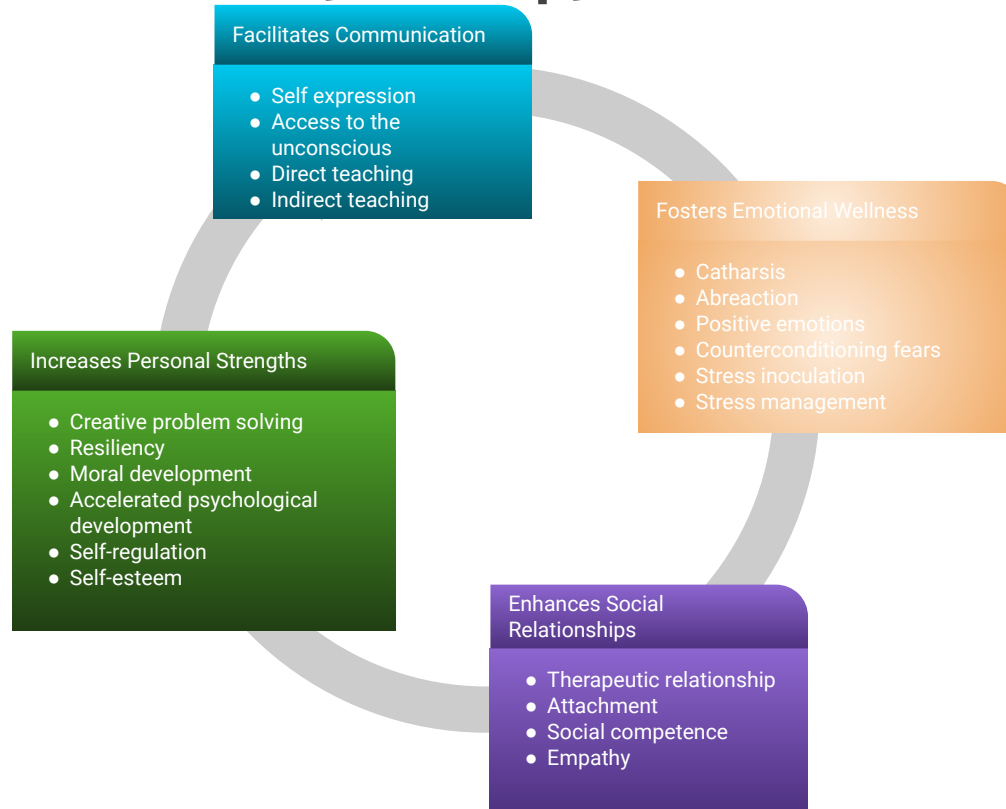 Facilitates Communication
● Self expression
● Access to the
unconscious
● Direct teaching
● Indirect teaching
Fosters Emotional Wellness
● Catharsis
● Abreaction
● Positive emotions
● Counterconditioning fears
● Stress inoculation
● Stress management
Increases Personal Strengths
● Creative problem solving
● Resiliency
● Moral development
● Accelerated psychological
development
● Self-regulation
● Self-esteem
Enhances Social
Relationships
● Therapeutic relationship
● Attachment
● Social competence
● Empathy